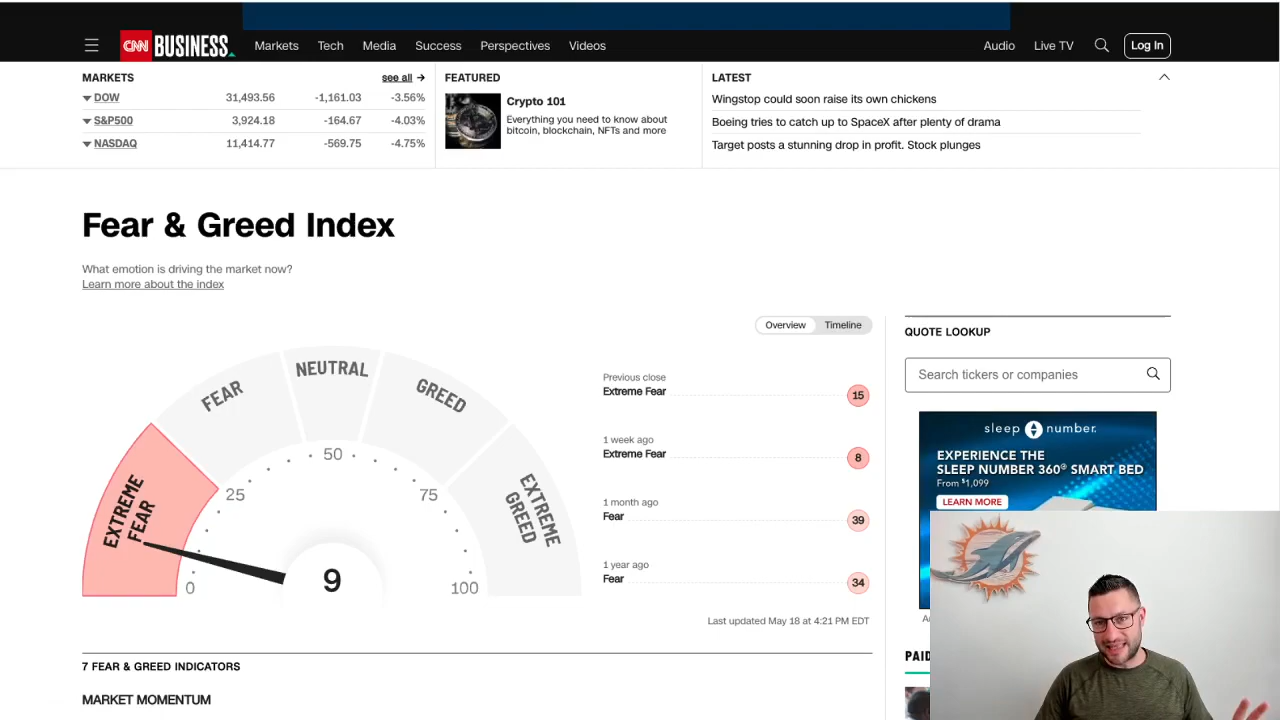 CNN BUSINESS
Markets Tech Media Success Perspectives Videos
Audio Live TV Log In
MARKETS
see all →
DOW 31,493.56 -1,161.03 -3.56%
S&P500 3,924.18 -164.67 -4.03%
NASDAQ 11,414.77 -569.75 -4.75%
FEATURED
Crypto 101
Everything you need to know about
bitcoin, blockchain, NFTs and more
LATEST
Wingstop could soon raise its own chickens
Boeing tries to catch up to SpaceX after plenty of drama
Target posts a stunning drop in profit. Stock plunges
Fear & Greed Index
What emotion is driving the market now?
Learn more about the index
Overview Timeline
EXTREME
FEAR
FEAR
NEUTRAL
GREED
EXTREME
GREED
0
25
50
75
100
9
Previous close
Extreme Fear 15
1 week ago
Extreme Fear 8
1 month ago
Fear 39
1 year ago
Fear 34
Last updated May 18 at 4:21 PM EDT
QUOTE LOOKUP
Search tickers or companies
sleep number.
EXPERIENCE THE
SLEEP NUMBER 360® SMART BED
From $1,099
LEARN MORE
PAID
7 FEAR & GREED INDICATORS
MARKET MOMENTUM